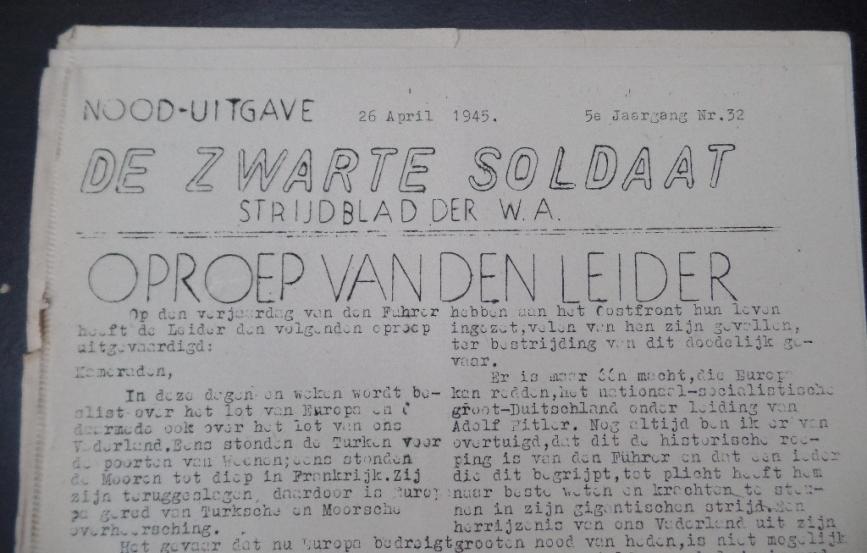 NOOD-UITGAVE 26 April 1945. 5e Jaargang Nr.32
DE ZWARTE SOLDAAT
STRIJDBLAD DER W.A.
OPROEP VAN DEN LEIDER
Op den verjaardag van den Fuhrer
heeft de Leider den volgenden oproep
uitgevaardigd:
Kameraden,
In deze dagen en weken wordt be-
slist over het lot van Europa en
daarmede ook over het lot van ons
Vaderland.Eens stonden de Turken voor
de poorten van Weenen;eens stonden
de Mooren tot diep in Frankrijk.Zij
zijn teruggeslagen daardoor is Europ
pa gered van Turksche en Moorsche
overheersching.
Het gevaar dat nu Europa bedreigt
hebben aan het Oostfront hun leven
ingezet,velen van hen zijn gevallen,
ter bestrijding van dit doodelijk ge-
vaar.
Er is maar één macht,die Europa
kan redden,het nationaal-socialistische
groot-Duitschland onder leiding van
Adolf Hitler. Nog altijd ben ik er van
overtuigd,dat dit de historische roe-
ping is van den Führer en dat een ieder
die dit begrijpt,tot plicht heeft hem
naar beste weten en krachten te steu-
nen in zijn gigantischen strijd.Een
herrijzenis van ons Vaderland uit zijn
grooten nood van heden,is niet mogelijk